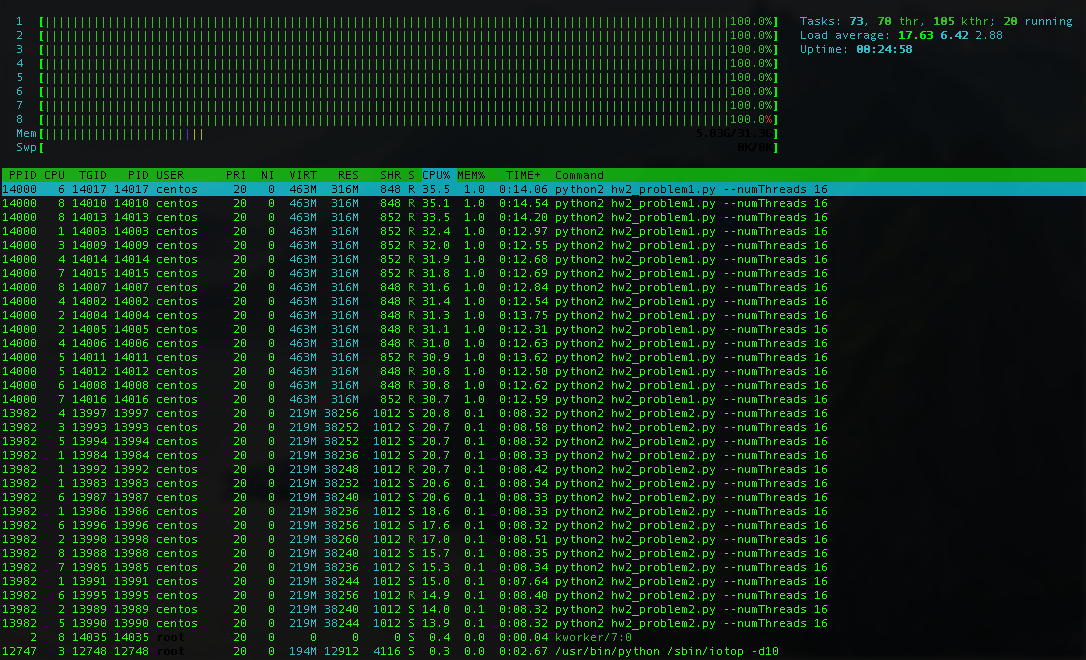 1 [100.0%] Tasks: 73, 70 thr, 105 kthr; 20 running
2 [100.0%] Load average: 17.63 6.42 2.88
3 [100.0%] Uptime: 00:24:58
4 [100.0%]
5 [100.0%]
6 [100.0%]
7 [100.0%]
8 [100.0%]
Mem[5.03G/31.3G]
Swp[0K/0K]
PPID CPU TGID PID USER PRI NI VIRT RES SHR S CPU% MEM% TIME+ Command
14000 6 14017 14017 centos 20 0 463M 316M 848 R 35.5 1.0 0:14.06 python2 hw2_problem1.py --numThreads 16
14000 8 14010 14010 centos 20 0 463M 316M 848 R 35.1 1.0 0:14.54 python2 hw2_problem1.py --numThreads 16
14000 8 14013 14013 centos 20 0 463M 316M 848 R 33.5 1.0 0:14.20 python2 hw2_problem1.py --numThreads 16
14000 1 14003 14003 centos 20 0 463M 316M 852 R 32.4 1.0 0:12.97 python2 hw2_problem1.py --numThreads 16
14000 3 14009 14009 centos 20 0 463M 316M 852 R 32.0 1.0 0:12.55 python2 hw2_problem1.py --numThreads 16
14000 4 14014 14014 centos 20 0 463M 316M 852 R 31.9 1.0 0:12.68 python2 hw2_problem1.py --numThreads 16
14000 7 14015 14015 centos 20 0 463M 316M 852 R 31.8 1.0 0:12.69 python2 hw2_problem1.py --numThreads 16
14000 8 14007 14007 centos 20 0 463M 316M 848 R 31.6 1.0 0:12.84 python2 hw2_problem1.py --numThreads 16
14000 4 14002 14002 centos 20 0 463M 316M 848 R 31.4 1.0 0:12.54 python2 hw2_problem1.py --numThreads 16
14000 2 14004 14004 centos 20 0 463M 316M 848 R 31.3 1.0 0:13.75 python2 hw2_problem1.py --numThreads 16
14000 2 14005 14005 centos 20 0 463M 316M 848 R 31.1 1.0 0:12.31 python2 hw2_problem1.py --numThreads 16
14000 4 14006 14006 centos 20 0 463M 316M 848 R 31.0 1.0 0:12.63 python2 hw2_problem1.py --numThreads 16
14000 5 14011 14011 centos 20 0 463M 316M 852 R 30.9 1.0 0:13.62 python2 hw2_problem1.py --numThreads 16
14000 5 14012 14012 centos 20 0 463M 316M 848 R 30.8 1.0 0:12.50 python2 hw2_problem1.py --numThreads 16
14000 6 14008 14008 centos 20 0 463M 316M 848 R 30.8 1.0 0:12.62 python2 hw2_problem1.py --numThreads 16
14000 7 14016 14016 centos 20 0 463M 316M 852 R 30.7 1.0 0:12.59 python2 hw2_problem1.py --numThreads 16
13982 4 13997 13997 centos 20 0 219M 38256 1012 S 20.8 0.1 0:08.32 python2 hw2_problem2.py --numThreads 16
13982 3 13993 13993 centos 20 0 219M 38252 1012 S 20.7 0.1 0:08.58 python2 hw2_problem2.py --numThreads 16
13982 5 13994 13994 centos 20 0 219M 38252 1012 S 20.7 0.1 0:08.32 python2 hw2_problem2.py --numThreads 16
13982 1 13984 13984 centos 20 0 219M 38236 1012 S 20.7 0.1 0:08.33 python2 hw2_problem2.py --numThreads 16
13982 1 13992 13992 centos 20 0 219M 38248 1012 R 20.7 0.1 0:08.42 python2 hw2_problem2.py --numThreads 16
13982 1 13983 13983 centos 20 0 219M 38232 1012 S 20.6 0.1 0:08.34 python2 hw2_problem2.py --numThreads 16
13982 6 13987 13987 centos 20 0 219M 38240 1012 S 20.6 0.1 0:08.33 python2 hw2_problem2.py --numThreads 16
13982 1 13986 13986 centos 20 0 219M 38236 1012 S 18.6 0.1 0:08.33 python2 hw2_problem2.py --numThreads 16
13982 6 13996 13996 centos 20 0 219M 38256 1012 S 17.6 0.1 0:08.32 python2 hw2_problem2.py --numThreads 16
13982 2 13998 13998 centos 20 0 219M 38260 1012 R 17.0 0.1 0:08.51 python2 hw2_problem2.py --numThreads 16
13982 8 13988 13988 centos 20 0 219M 38240 1012 S 15.7 0.1 0:08.35 python2 hw2_problem2.py --numThreads 16
13982 7 13985 13985 centos 20 0 219M 38236 1012 S 15.3 0.1 0:08.34 python2 hw2_problem2.py --numThreads 16
13982 1 13991 13991 centos 20 0 219M 38244 1012 S 15.0 0.1 0:07.64 python2 hw2_problem2.py --numThreads 16
13982 6 13995 13995 centos 20 0 219M 38256 1012 R 14.9 0.1 0:08.40 python2 hw2_problem2.py --numThreads 16
13982 2 13989 13989 centos 20 0 219M 38240 1012 S 14.0 0.1 0:08.32 python2 hw2_problem2.py --numThreads 16
13982 5 13990 13990 centos 20 0 219M 38244 1012 S 13.9 0.1 0:08.32 python2 hw2_problem2.py --numThreads 16
2 8 14035 14035 root 20 0 0 0 0 S 0.4 0.0 0:00.04 kworker/7:0
12747 3 12748 12748 root 20 0 194M 12912 4116 S 0.3 0.0 0:02.67 /usr/bin/python /sbin/iotop -d10